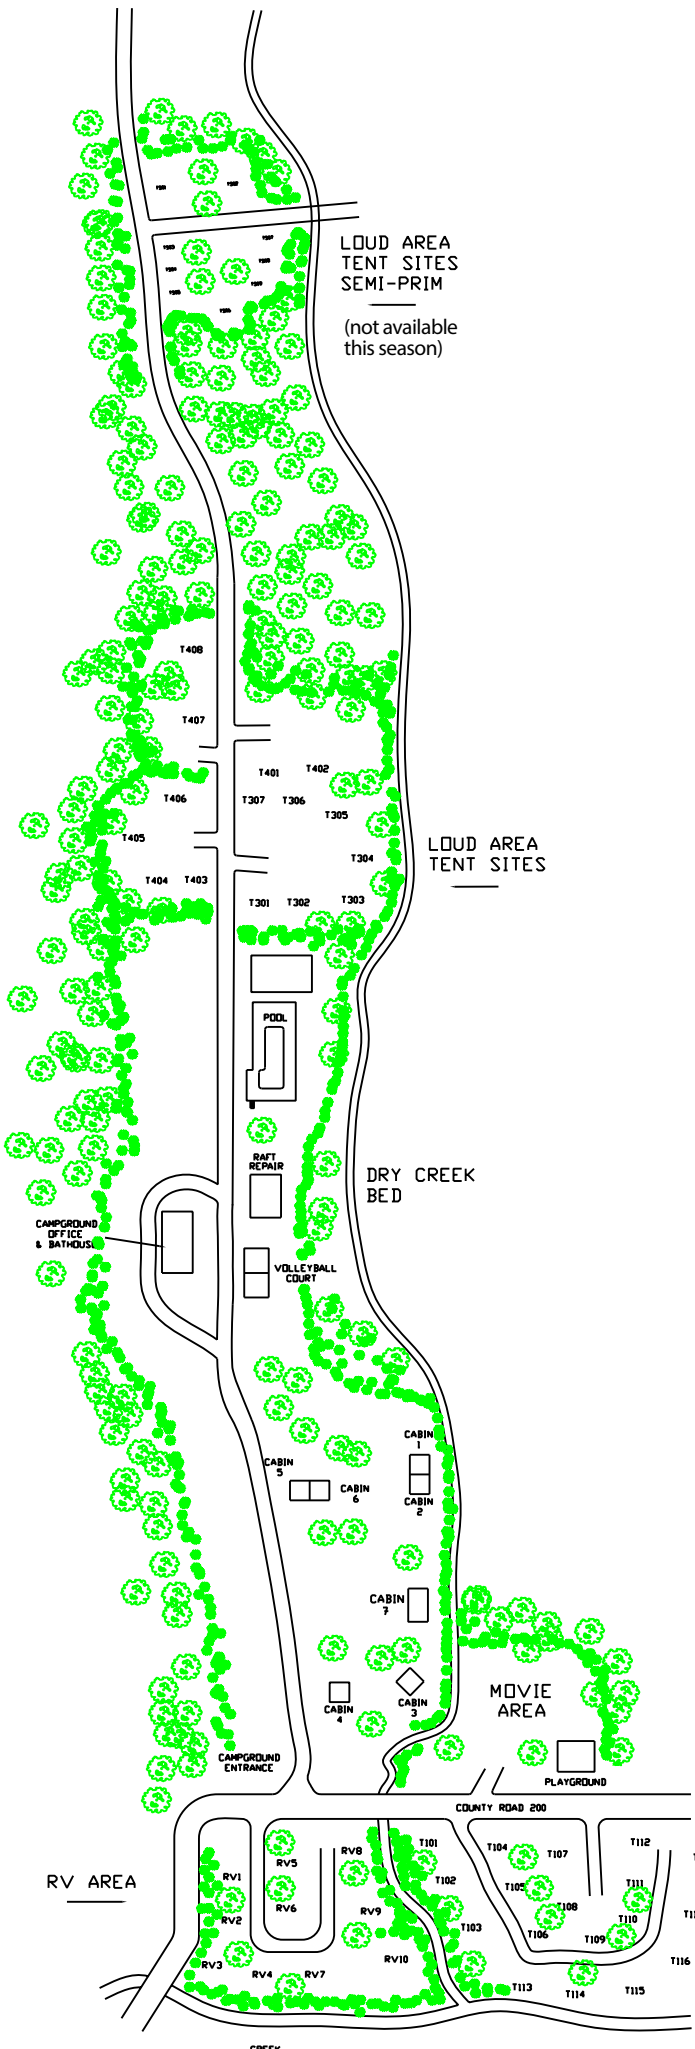 LOUD AREA
TENT SITES
SEMI-PRIM
(not available
this season)
T408
T407
T401
T402
T406
T307
T306
T305
T405
LOUD AREA
TENT SITES
T304
T404
T403
T301
T302
T303
POOL
RAFT
REPAIR
DRY CREEK
BED
CAMPGROUND
OFFICE
& BATHOUS
VOLLEYBALL
COURT
CABIN
1
CABIN
5
CABIN
6
CABIN
2
CABIN
7
MOVIE
AREA
CABIN
4
CABIN
3
CAMPGROUND
ENTRANCE
PLAYGROUND
COUNTY ROAD 200
T101
T104
T107
T112
RV5
RV8
RV AREA
RV1
T102
T105
T111
RV6
RV2
RV9
T108
T110
T103
T106
T109
RV3
RV4
RV7
RV10
T116
T113
T114
T115
CREEK